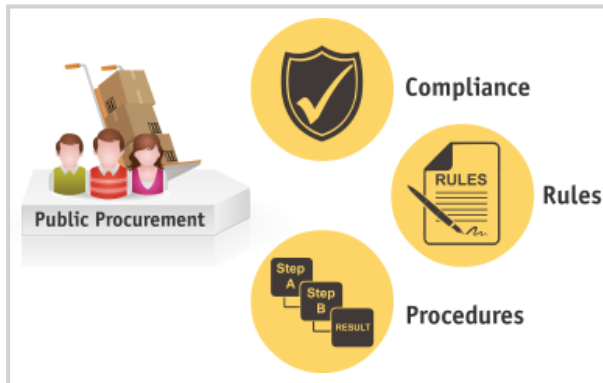 Compliance
RULES
Rules
Public Procurement
Step
A
Step
B
RESULT
Procedures